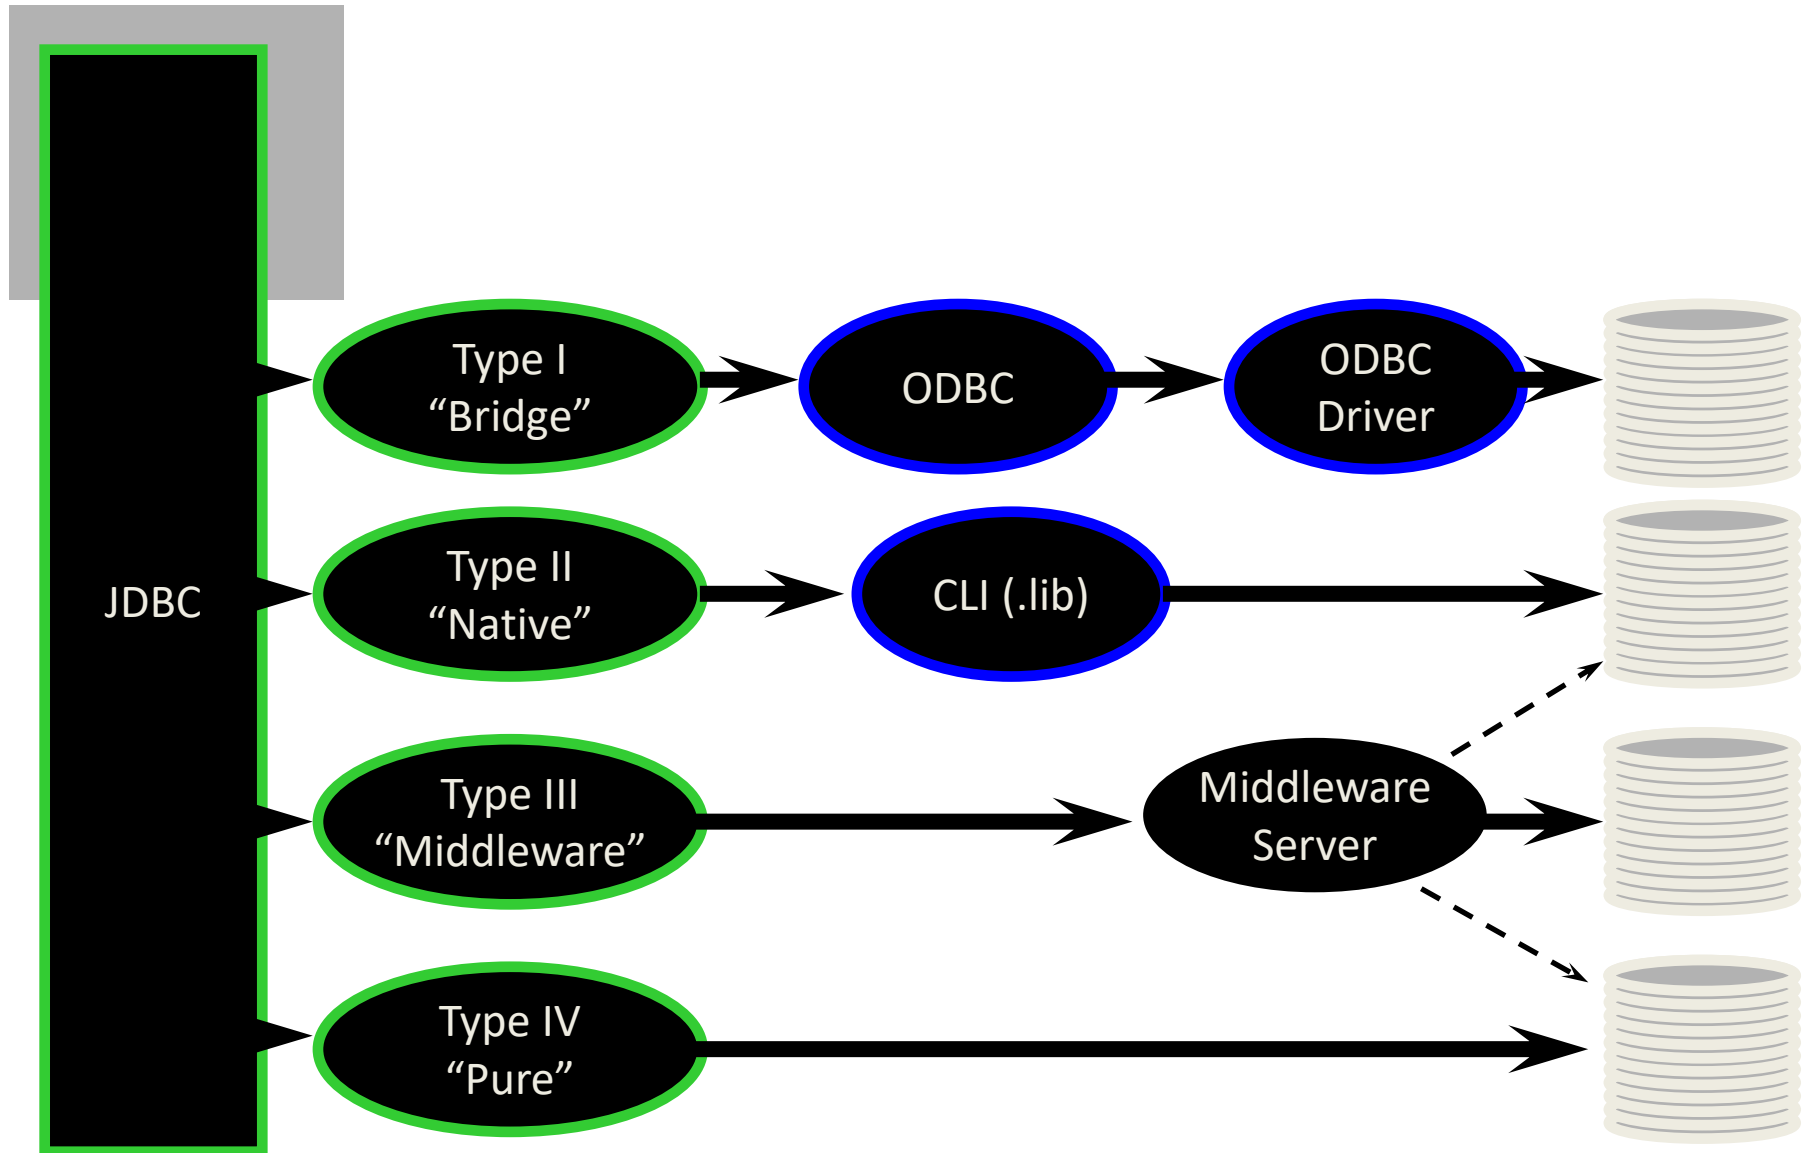 JDBC
Type I
“Bridge”
ODBC
ODBC
Driver
Type II
“Native”
CLI (.lib)
Type III
“Middleware”
Middleware
Server
Type IV
“Pure”